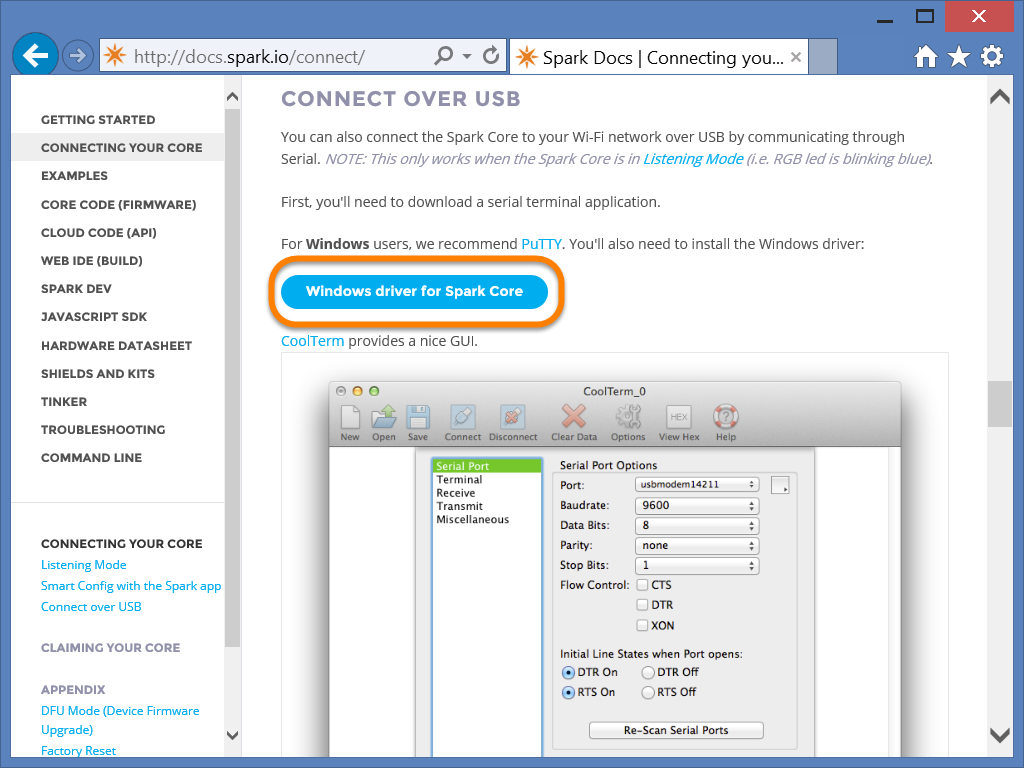 http://docs.spark.io/connect/
Spark Docs | Connecting you...
GETTING STARTED
CONNECTING YOUR CORE
EXAMPLES
CORE CODE (FIRMWARE)
CLOUD CODE (API)
WEB IDE (BUILD)
SPARK DEV
JAVASCRIPT SDK
HARDWARE DATASHEET
SHIELDS AND KITS
TINKER
TROUBLESHOOTING
COMMAND LINE
CONNECTING YOUR CORE
Listening Mode
Smart Config with the Spark app
Connect over USB
CLAIMING YOUR CORE
APPENDIX
DFU Mode (Device Firmware
Upgrade)
Factory Reset
CONNECT OVER USB
You can also connect the Spark Core to your Wi-Fi network over USB by communicating through
Serial. NOTE: This only works when the Spark Core is in Listening Mode (i.e. RGB led is blinking blue).
First, you'll need to download a serial terminal application.
For Windows users, we recommend PuTTY. You'll also need to install the Windows driver:
Windows driver for Spark Core
CoolTerm provides a nice GUI.
CoolTerm_0
New Open Save Connect Disconnect Clear Data Options HEX View Hex Help
Serial Port
Terminal
Receive
Transmit
Miscellaneous
Serial Port Options
Port: usbmodem14211
Baudrate: 9600
Data Bits: 8
Parity: none
Stop Bits: 1
Flow Control: CTS
DTR
XON
Initial Line States when Port opens:
DTR On DTR Off
RTS On RTS Off
Re-Scan Serial Ports